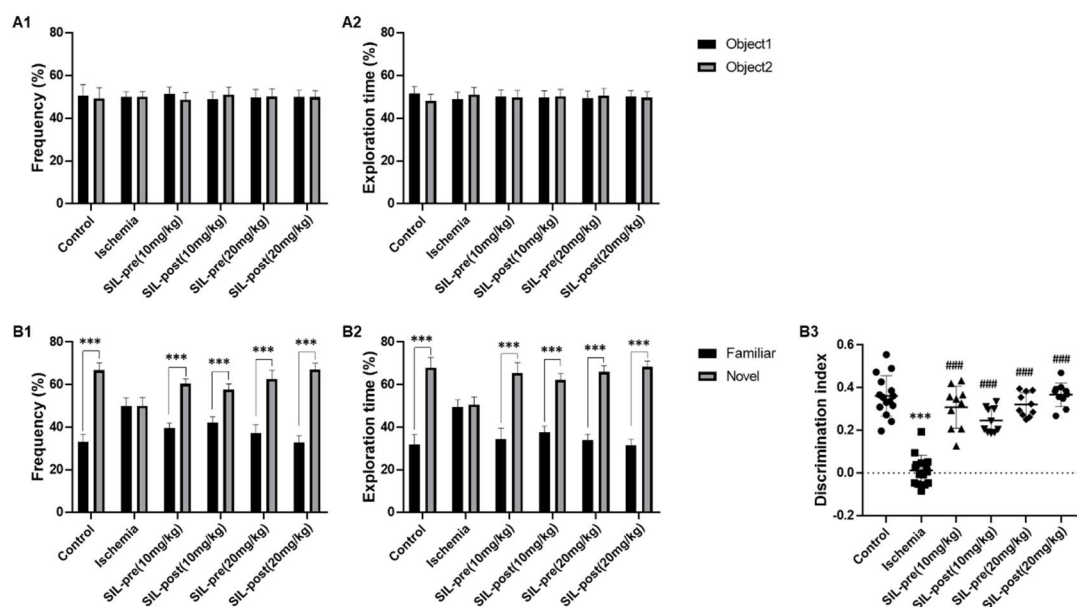 A1
Frequency (%)
80
60
40
20
0
Control
Ischemia
SIL-pre(10mg/kg)
SIL-post(10mg/kg)
SIL-pre(20mg/kg)
SIL-post(20mg/kg)
A2
Exploration time (%)
80
60
40
20
0
Control
Ischemia
SIL-pre(10mg/kg)
SIL-post(10mg/kg)
SIL-pre(20mg/kg)
SIL-post(20mg/kg)
Object1
Object2
B1
Frequency (%)
80
60
40
20
0
***
***
***
***
***
Control
Ischemia
SIL-pre(10mg/kg)
SIL-post(10mg/kg)
SIL-pre(20mg/kg)
SIL-post(20mg/kg)
B2
Exploration time (%)
80
60
40
20
0
***
***
***
***
***
Control
Ischemia
SIL-pre(10mg/kg)
SIL-post(10mg/kg)
SIL-pre(20mg/kg)
SIL-post(20mg/kg)
Familiar
Novel
B3
Discrimination index
0.6
0.4
0.2
0.0
-0.2
***
###
###
###
###
Control
Ischemia
SIL-pre(10mg/kg)
SIL-post(10mg/kg)
SIL-pre(20mg/kg)
SIL-post(20mg/kg)